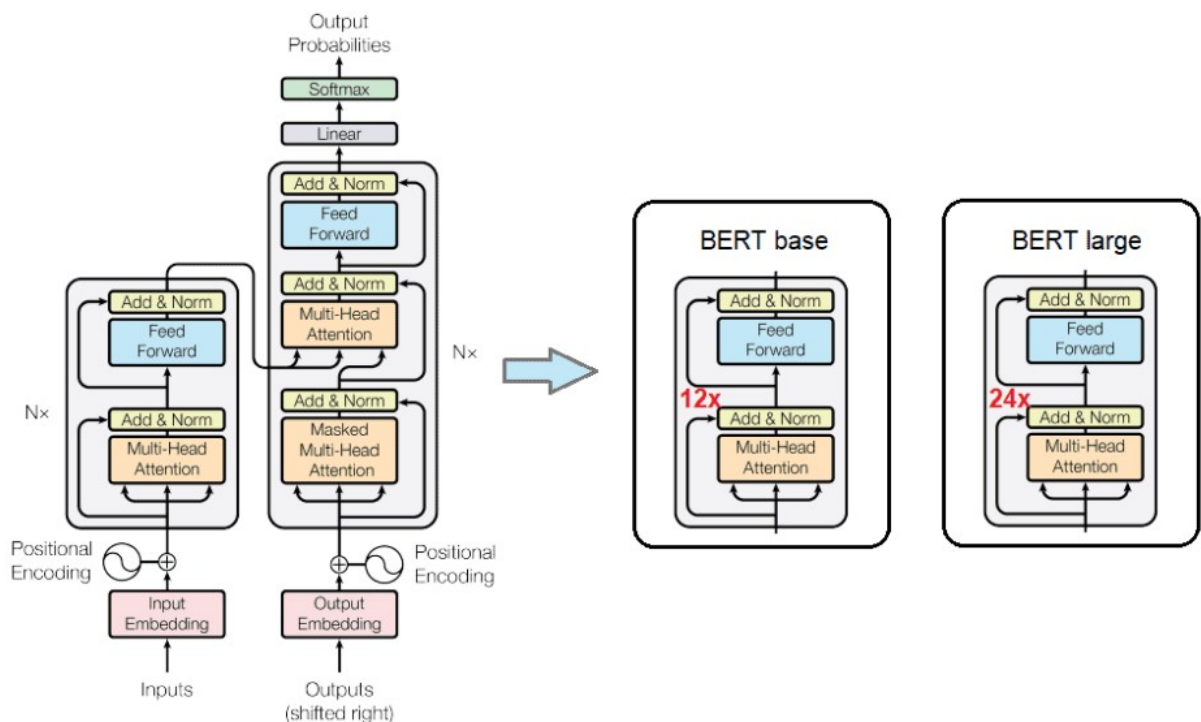 Output
Probabilities
Softmax
Linear
Add & Norm
Feed
Forward
Add & Norm
Multi-Head
Attention
Nx
Add & Norm
Masked
Multi-Head
Attention
Positional
Encoding
Output
Embedding
Outputs
(shifted right)
Add & Norm
Feed
Forward
Nx
Add & Norm
Multi-Head
Attention
Positional
Encoding
Input
Embedding
Inputs
BERT base
Add & Norm
Feed
Forward
12x
Add & Norm
Multi-Head
Attention
BERT large
Add & Norm
Feed
Forward
24x
Add & Norm
Multi-Head
Attention